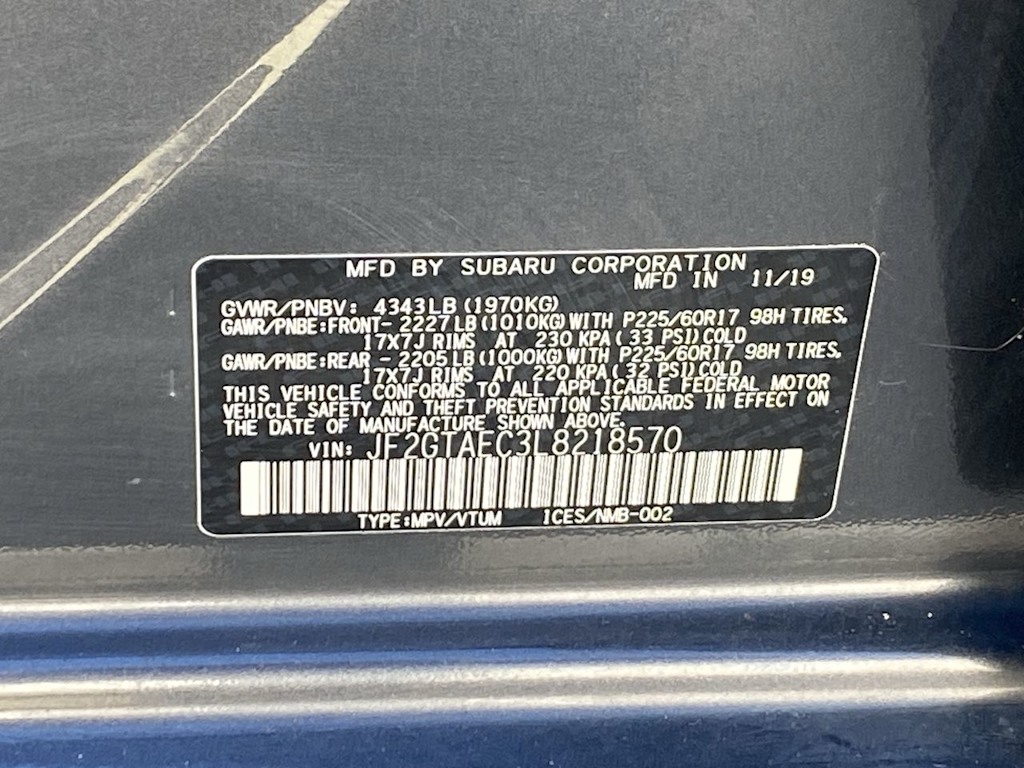 MFD BY SUBARU CORPORATION
MFD IN 11/19
GVWR/PNBV: 4343LB (1970KG)
GAWR/PNBE:FRONT- 2227LB(1010KG)WITH P225/60R17 98H TIRES,
17X7J RIMS AT 230 KPA( 33 PSI)COLD
GAWR/PNBE:REAR - 2205LB(1000KG)WITH P225/60R17 98H TIRES,
17X7J RIMS AT 220 KPA( 32 PSI)COLD
THIS VEHICLE CONFORMS TO ALL APPLICABLE FEDERAL MOTOR
VEHICLE SAFETY AND THEFT PREVENTION STANDARDS IN EFFECT ON
THE DATE OF MANUFACTURE SHOWN ABOVE.
VIN: JF2GTAEC3L8218570
TYPE:MPV/VTUM ICES/NMB-002